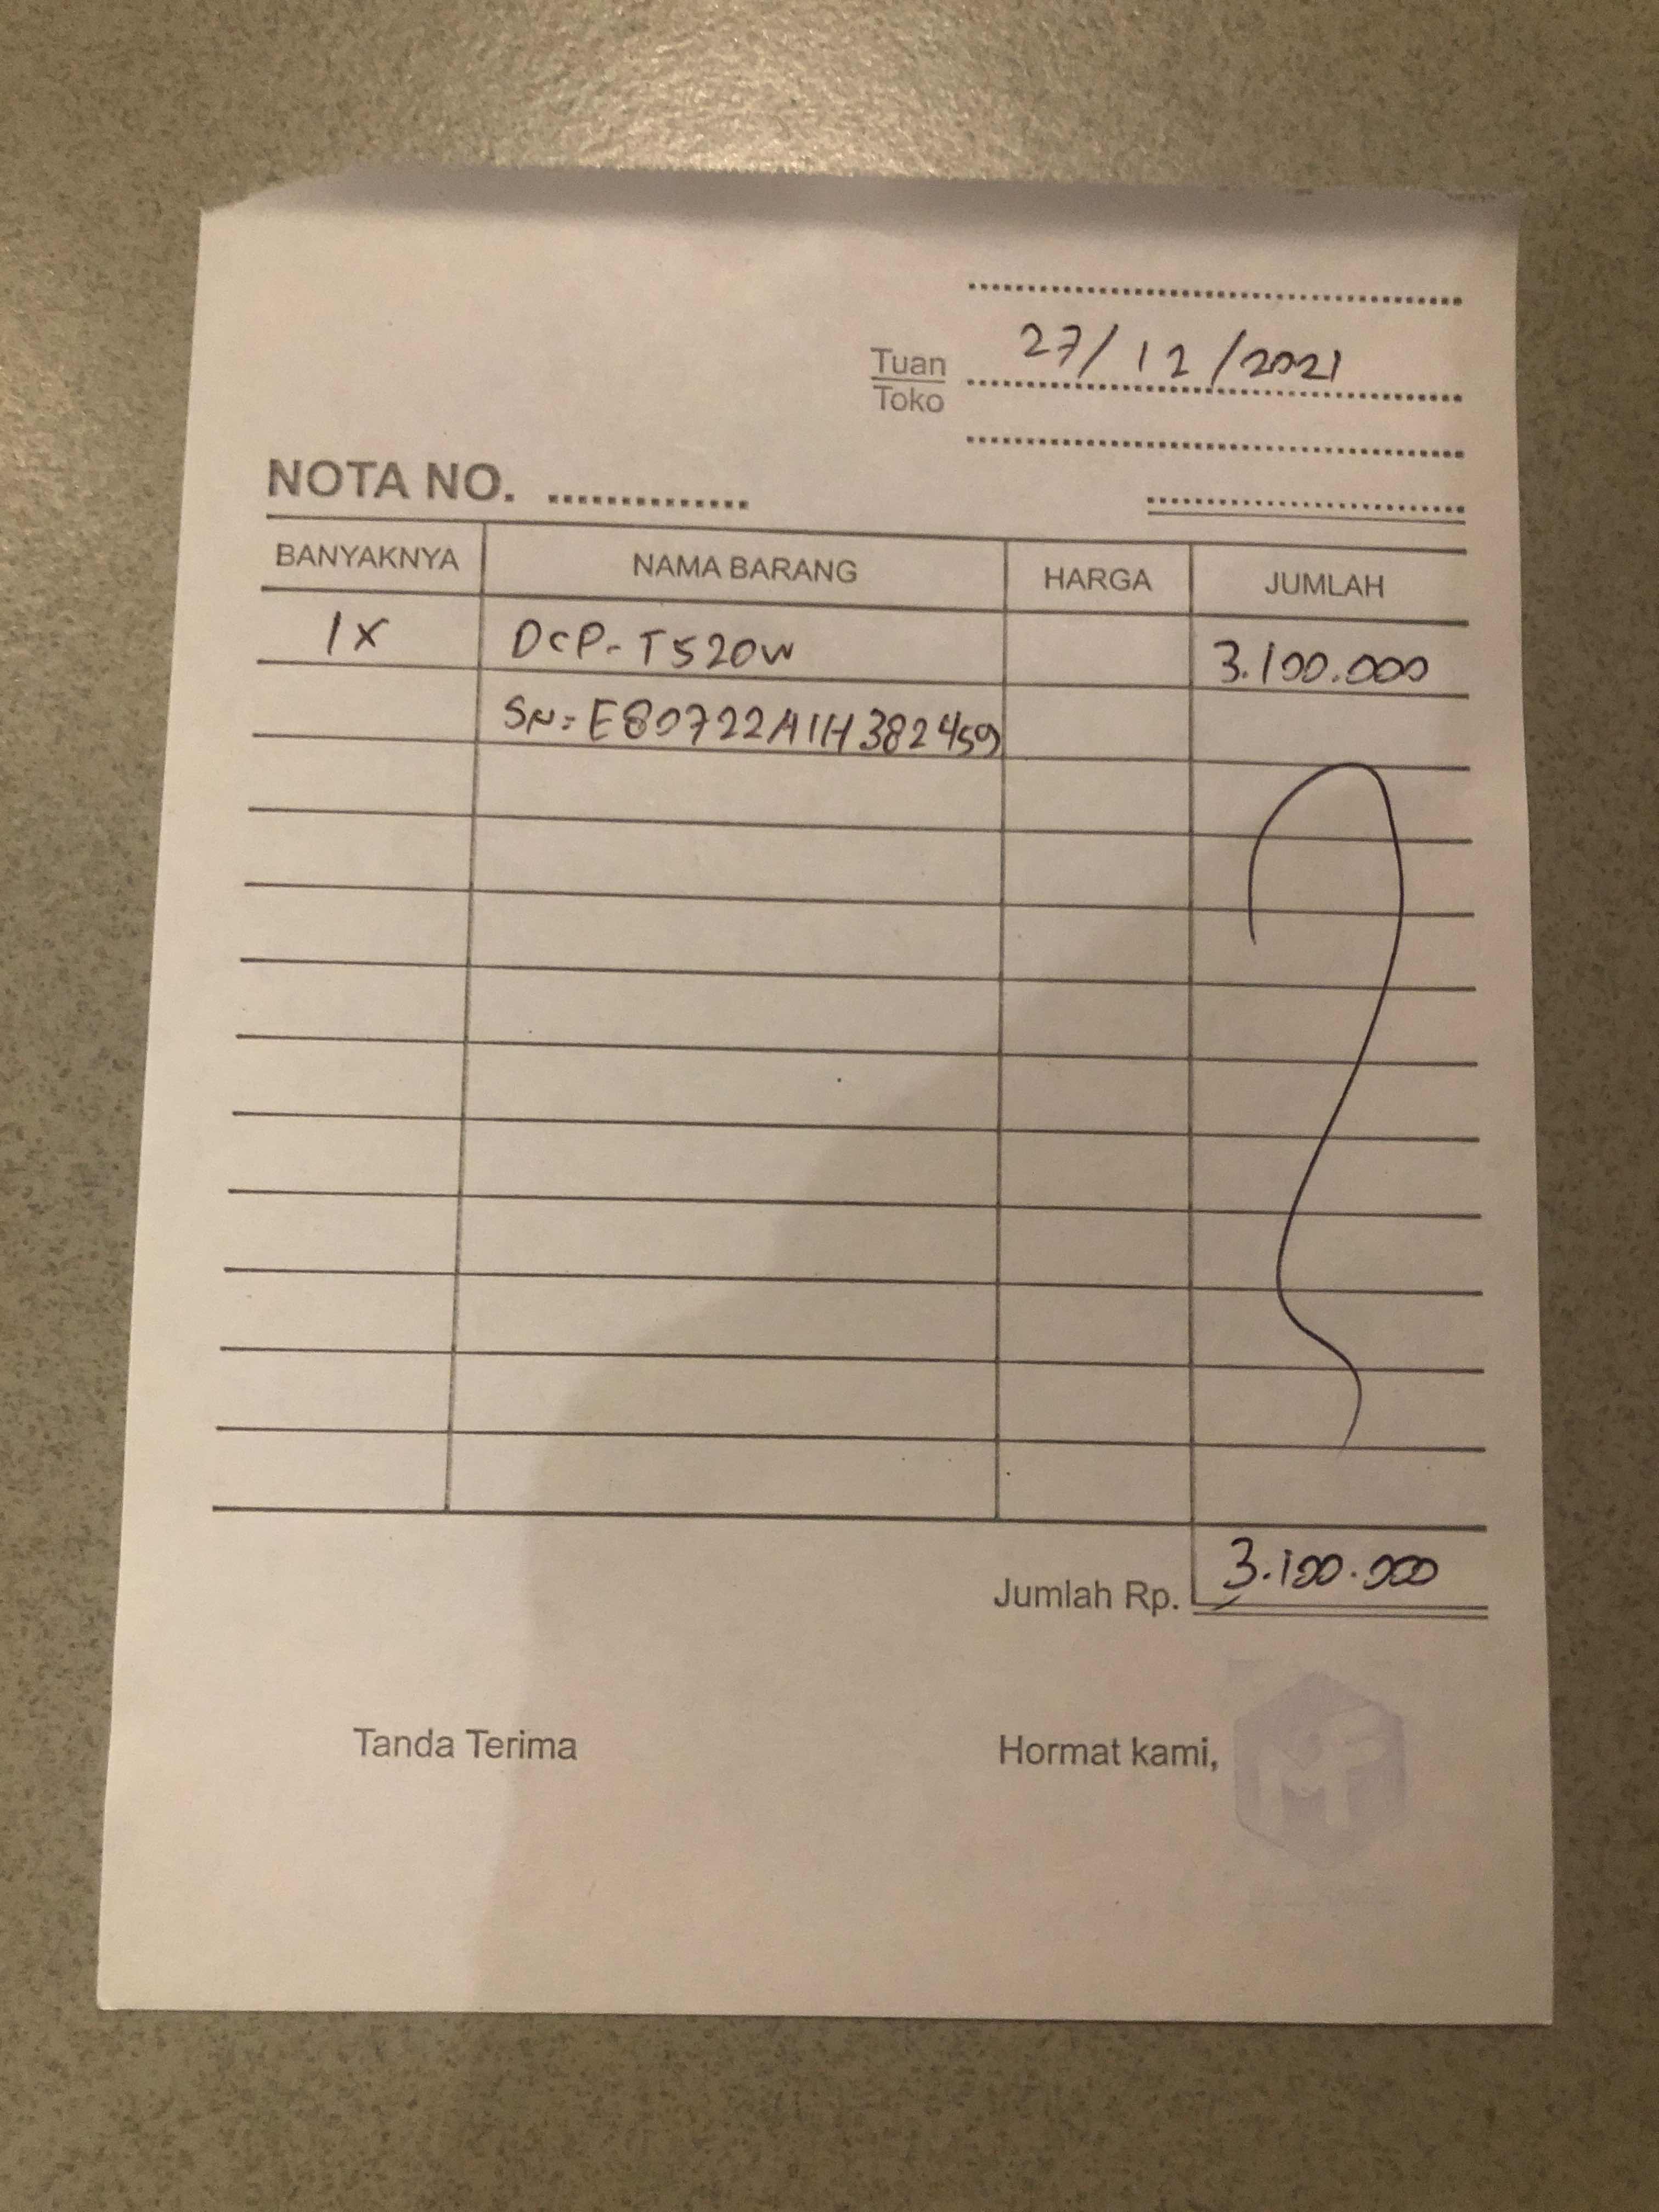 27/12/2021
Tuan
Toko
NOTA NO.
BANYAKNYA NAMA BARANG HARGA JUMLAH
1X DCP-T520W 3.100.000
SN= E80722A1H382459
Jumlah Rp. 3.100.000
Tanda Terima Hormat kami,
MF